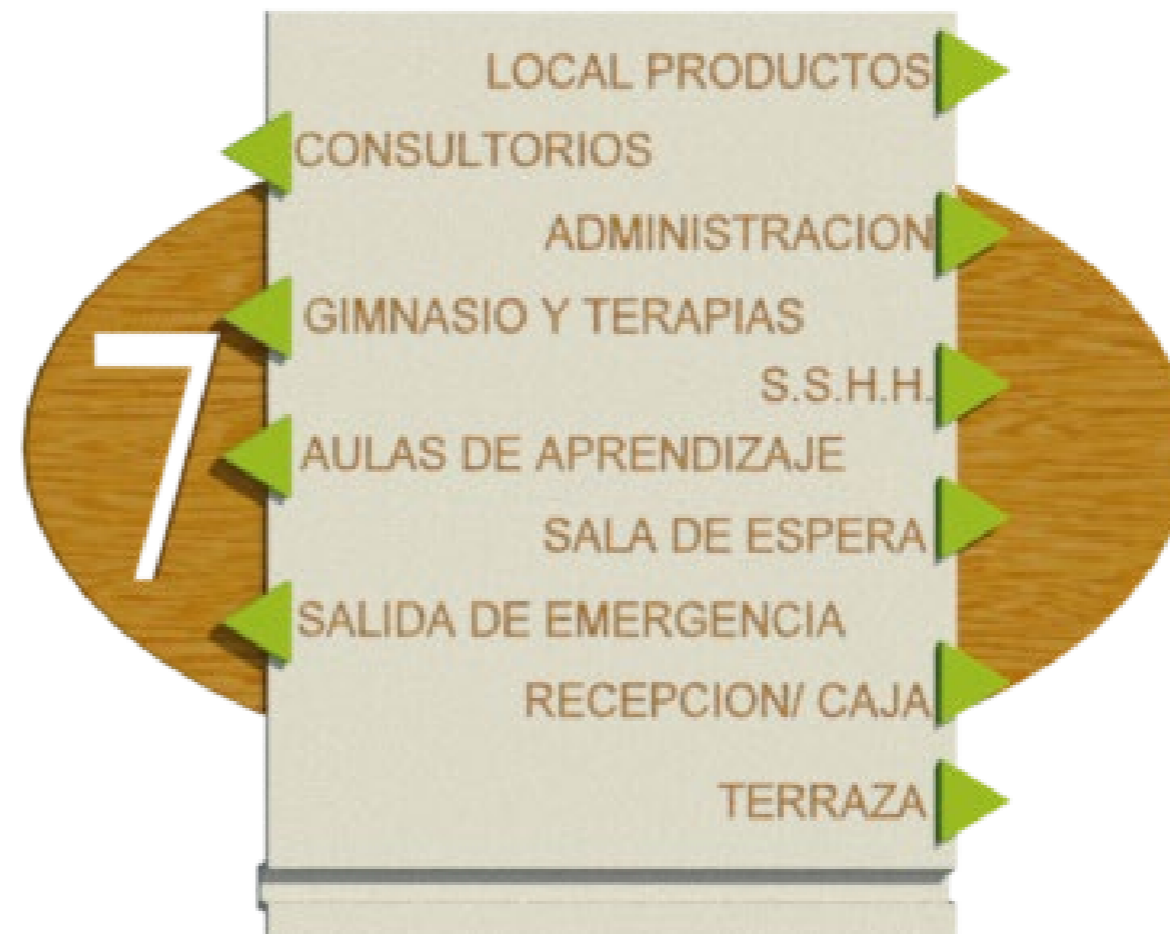 LOCAL PRODUCTOS
CONSULTORIOS
ADMINISTRACION
GIMNASIO Y TERAPIAS
7
S.S.H.H.
AULAS DE APRENDIZAJE
SALA DE ESPERA
SALIDA DE EMERGENCIA
RECEPCION/ CAJA
TERRAZA